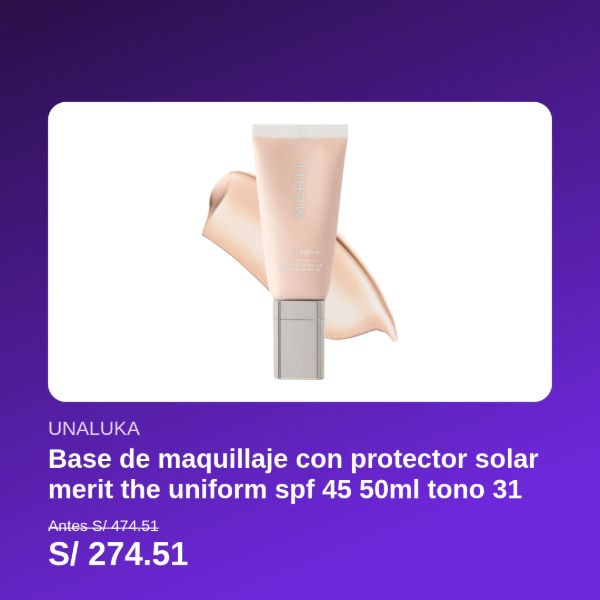 MERIT
UNALUKA
Base de maquillaje con protector solar
merit the uniform spf 45 50ml tono 31
Antes S/ 474.51
S/ 274.51